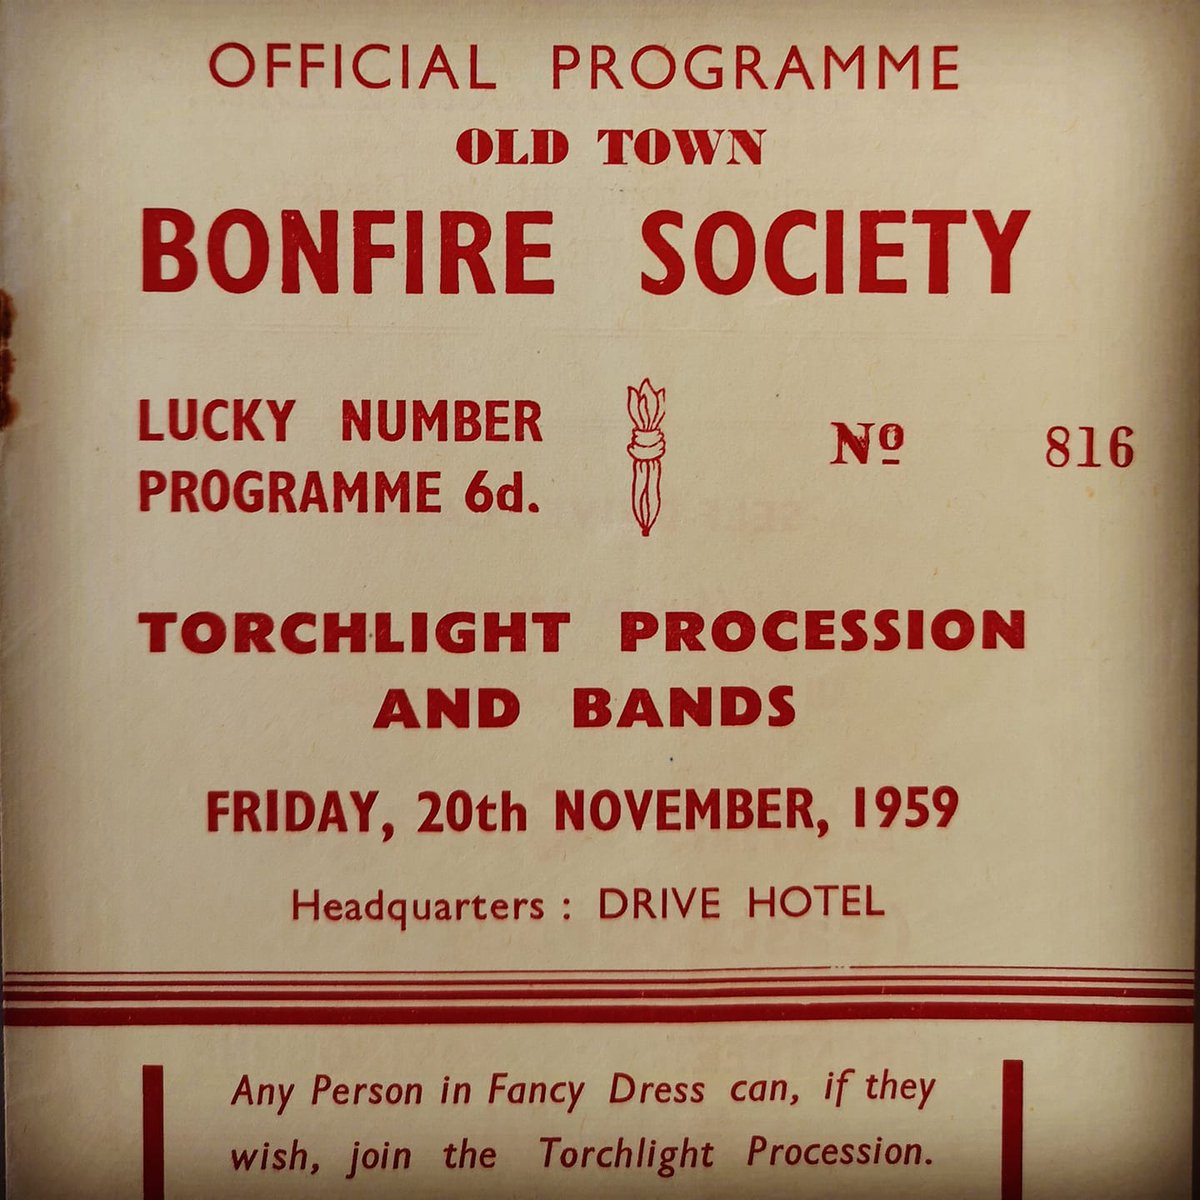 OFFICIAL PROGRAMME
OLD TOWN
BONFIRE SOCIETY
LUCKY NUMBER
PROGRAMME 6d.
Nº 816
TORCHLIGHT PROCESSION
AND BANDS
FRIDAY, 20th NOVEMBER, 1959
Headquarters : DRIVE HOTEL
Any Person in Fancy Dress can, if they
wish, join the Torchlight Procession.